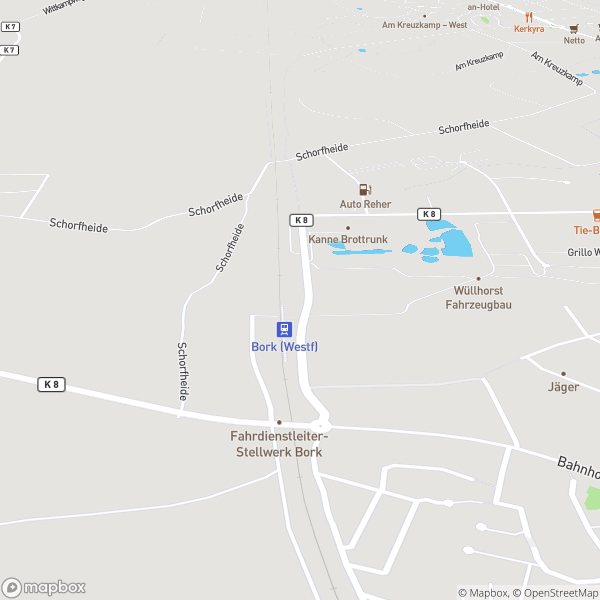 Wittkampweg
K 7
K 7
an-Hotel
Am Kreuzkamp – West
Kerkyra
Netto
Am Kreuzkamp
Am Kreuzkamp
Schorfheide
Schorfheide
Schorfheide
Schorfheide
Schorfheide
Auto Reher
K 8
K 8
Kanne Brottrunk
Tie-B
Grillo W
Wüllhorst
Fahrzeugbau
Bork (Westf)
Schorfheide
K 8
Jäger
Fahrdienstleiter-
Stellwerk Bork
Bahnho
mapbox
© Mapbox, © OpenStreetMap